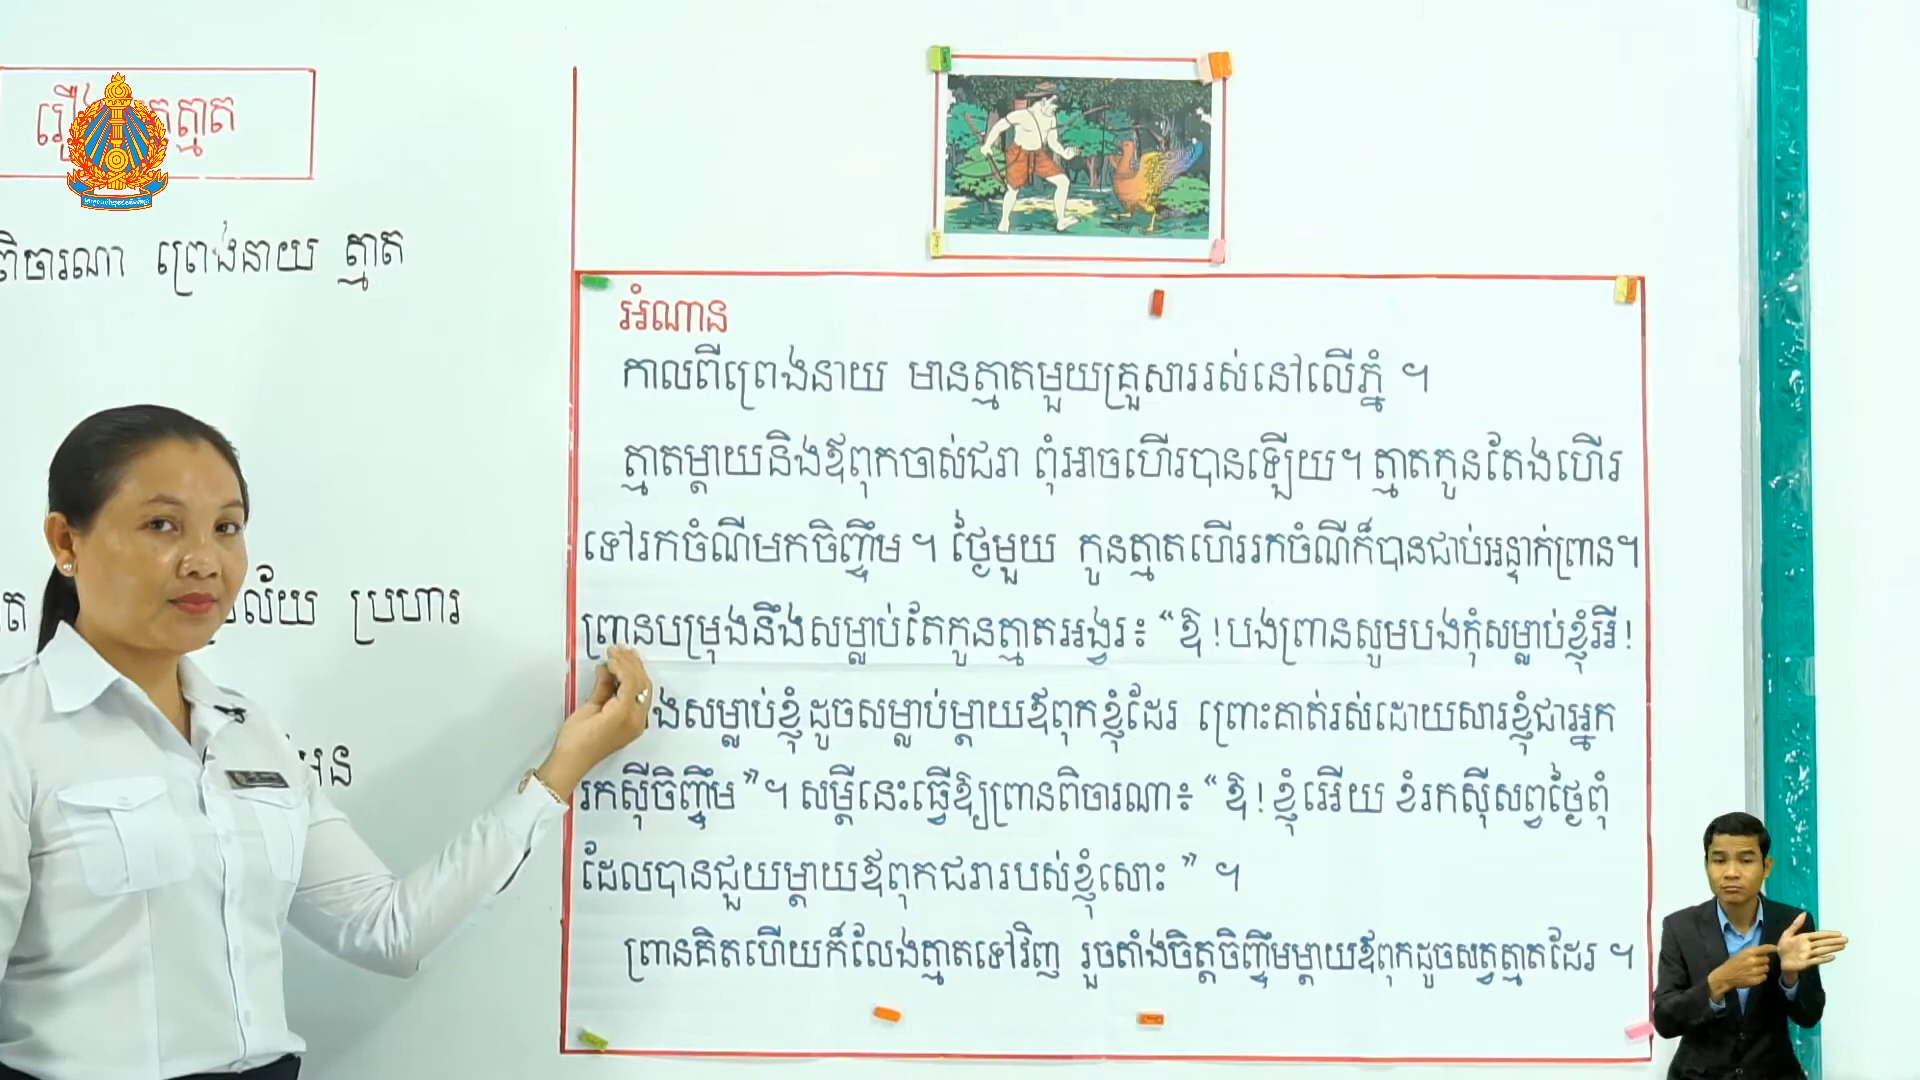 រឿង ត្មាត
ពិចារណា ព្រេងនាយ ត្មាត
ល័យ ប្រហារ
អំណាន
កាលពីព្រេងនាយ មានត្មាតមួយគ្រួសាររស់នៅលើភ្នំ ។
ត្មាតម្តាយនិងឪពុកចាស់ជរា ពុំអាចហើរបានឡើយ។ ត្មាតកូនតែងហើរ
ទៅរកចំណីមកចិញ្ចឹម ។ ថ្ងៃមួយ កូនត្មាតហើររកចំណីក៏បានជាប់អន្ទាក់ព្រាន។
ព្រានបម្រុងនឹងសម្លាប់តែកូនត្មាតអង្វរ៖ “ឱ ! បងព្រានសូមបងកុំសម្លាប់ខ្ញុំអី !
សម្លាប់ខ្ញុំដូចសម្លាប់ម្តាយឪពុកខ្ញុំដែរ ព្រោះគាត់រស់ដោយសារខ្ញុំជាអ្នក
រកស៊ីចិញ្ចឹម ” ។ សម្តីនេះធ្វើឱ្យព្រានពិចារណា៖ “ ឱ ! ខ្ញុំអើយ ខំរកស៊ីសព្វថ្ងៃពុំ
ដែលបានជួយម្តាយឪពុកជរារបស់ខ្ញុំសោះ ” ។
ព្រានគិតហើយក៏លែងត្មាតទៅវិញ រួចតាំងចិត្តចិញ្ចឹមម្តាយឪពុកដូចសត្វត្មាតដែរ ។